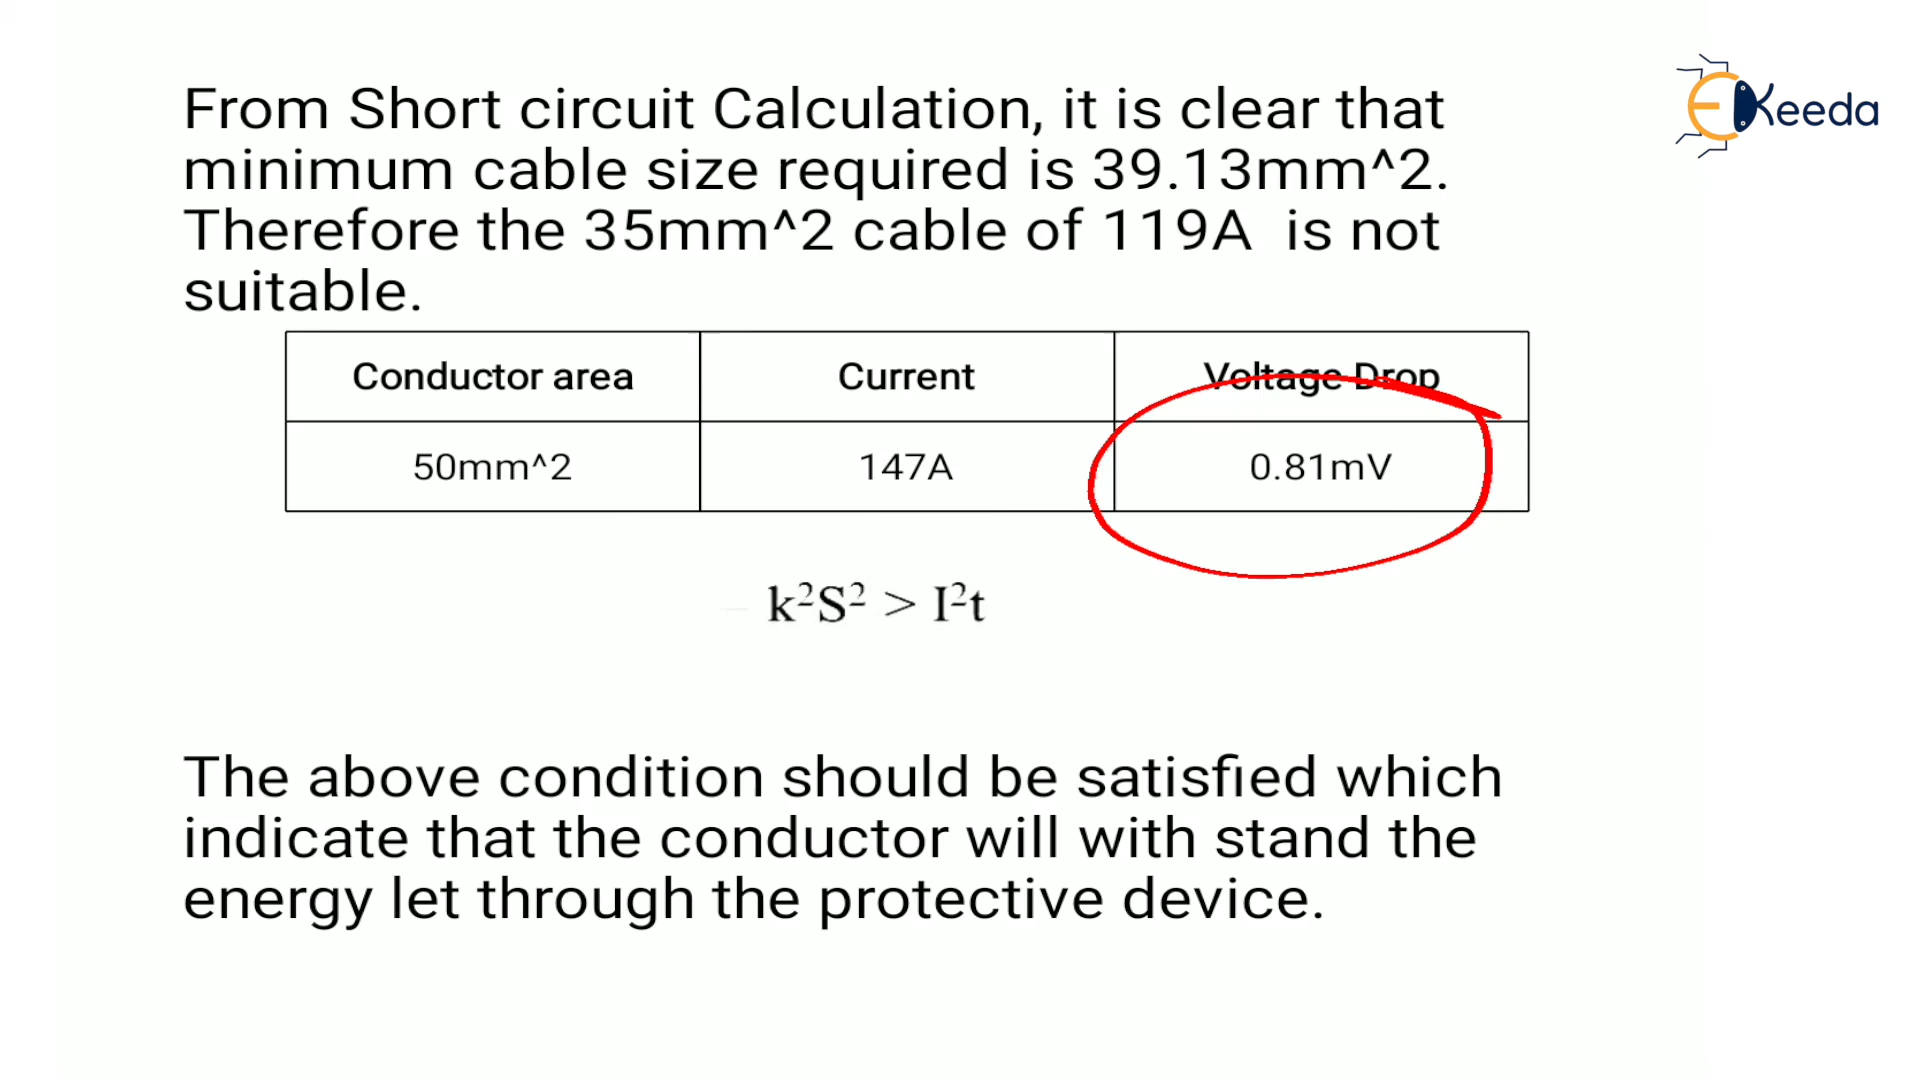 EKeeda
From Short circuit Calculation, it is clear that
minimum cable size required is 39.13mm^2.
Therefore the 35mm^2 cable of 119A is not
suitable.
Conductor area Current Voltage Drop
50mm^2 147A 0.81mV
k²S² > I²t
The above condition should be satisfied which
indicate that the conductor will with stand the
energy let through the protective device.